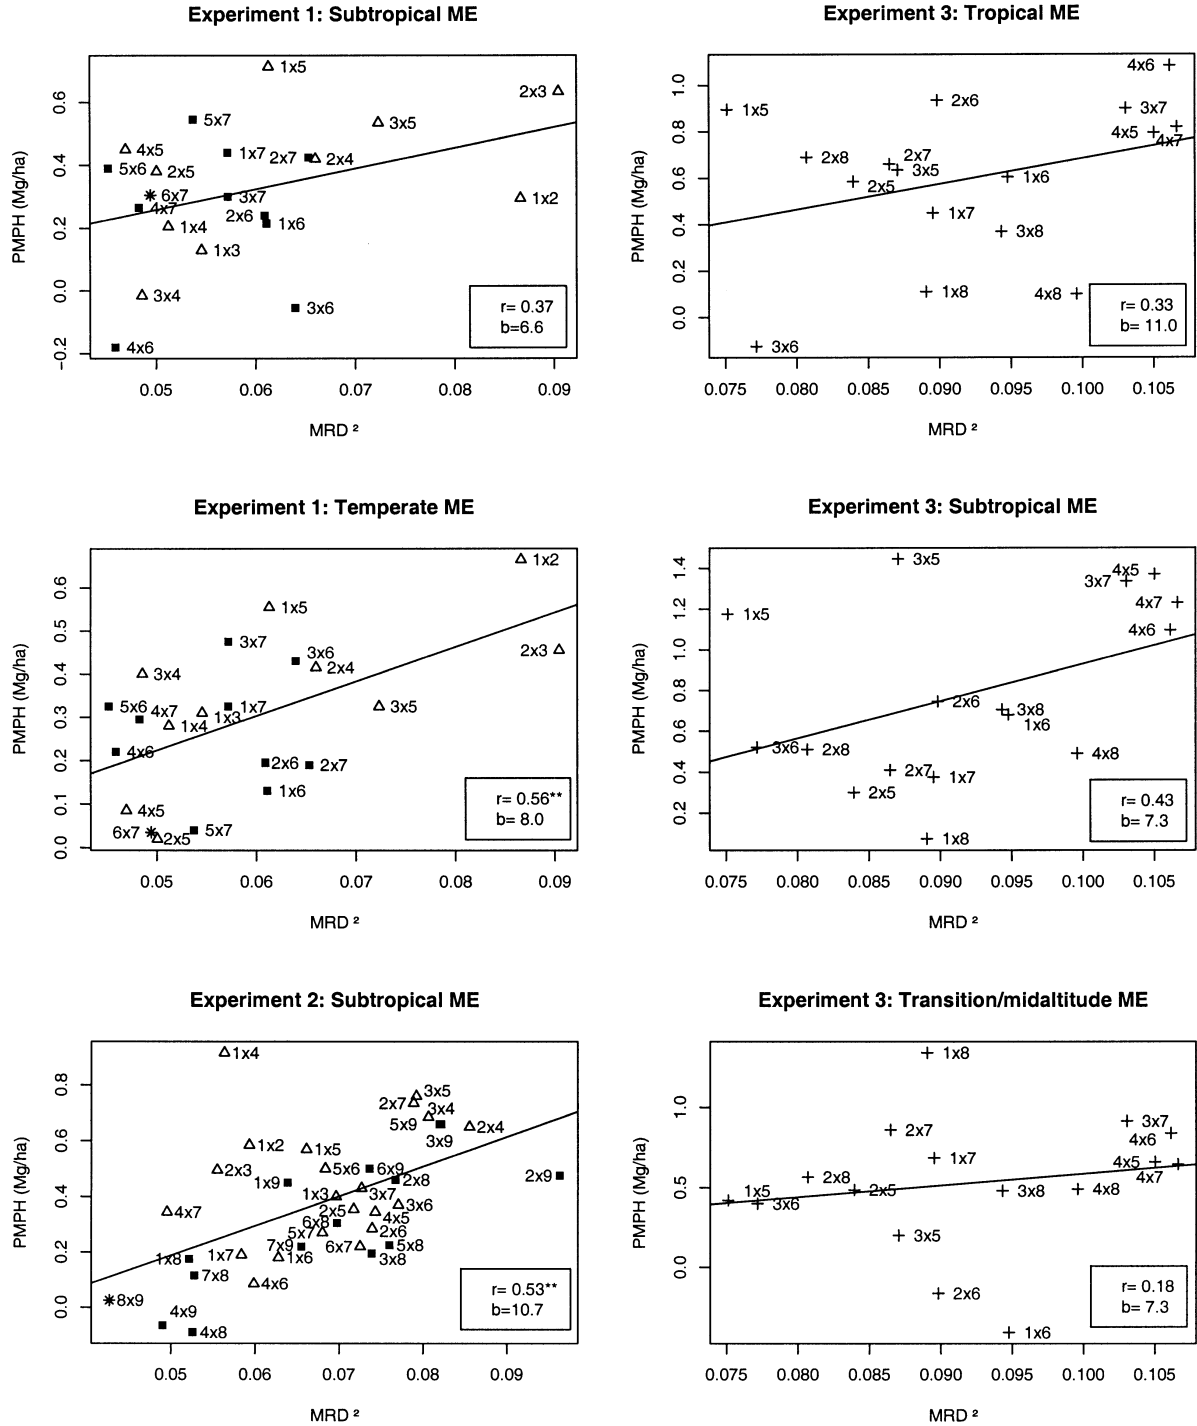 Experiment 1: Subtropical ME
PMPH (Mg/ha)
0.6
0.4
0.2
0.0
-0.2
1x5
2x3
5x7
3x5
4x5
1x7
2x7
2x4
5x6
2x5
6x7
3x7
1x2
4x7
2x6
1x4
1x6
1x3
3x4
3x6
4x6
r= 0.37
b=6.6
0.05 0.06 0.07 0.08 0.09
MRD ²
Experiment 3: Tropical ME
PMPH (Mg/ha)
1.0
0.8
0.6
0.4
0.2
0.0
4x6
2x6
1x5
3x7
4x5
4x7
2x8
2x7
3x5
2x5
1x6
1x7
3x8
1x8
4x8
3x6
r= 0.33
b= 11.0
0.075 0.080 0.085 0.090 0.095 0.100 0.105
MRD ²
Experiment 1: Temperate ME
PMPH (Mg/ha)
0.6
0.5
0.4
0.3
0.2
0.1
0.0
1x2
1x5
3x7
3x6
2x3
2x4
3x4
5x6
4x7
1x3
1x7
3x5
1x4
4x6
2x6
2x7
1x6
4x5
6x7
2x5
5x7
r= 0.56**
b= 8.0
0.05 0.06 0.07 0.08 0.09
MRD ²
Experiment 3: Subtropical ME
PMPH (Mg/ha)
1.4
1.2
1.0
0.8
0.6
0.4
0.2
3x5
4x5
3x7
4x7
1x5
4x6
2x6
3x8
1x6
3x6
2x8
4x8
2x7
1x7
2x5
1x8
r= 0.43
b= 7.3
0.075 0.080 0.085 0.090 0.095 0.100 0.105
MRD ²
Experiment 2: Subtropical ME
PMPH (Mg/ha)
0.8
0.6
0.4
0.2
0.0
1x4
3x5
2x7
3x4
5x9
2x4
3x9
1x2
1x5
2x3
5x6
6x9
1x9
2x8
2x9
1x3
3x7
3x6
4x7
2x5
4x5
6x8
5x7
2x6
7x9
6x7
5x8
1x8
1x7
1x6
3x8
7x8
4x6
8x9
4x9
4x8
r= 0.53**
b=10.7
0.05 0.06 0.07 0.08 0.09
MRD ²
Experiment 3: Transition/midaltitude ME
PMPH (Mg/ha)
1.0
0.5
0.0
1x8
3x7
2x7
4x6
1x7
4x5
4x7
2x8
1x5
2x5
3x8
4x8
3x6
3x5
2x6
1x6
r= 0.18
b= 7.3
0.075 0.080 0.085 0.090 0.095 0.100 0.105
MRD ²